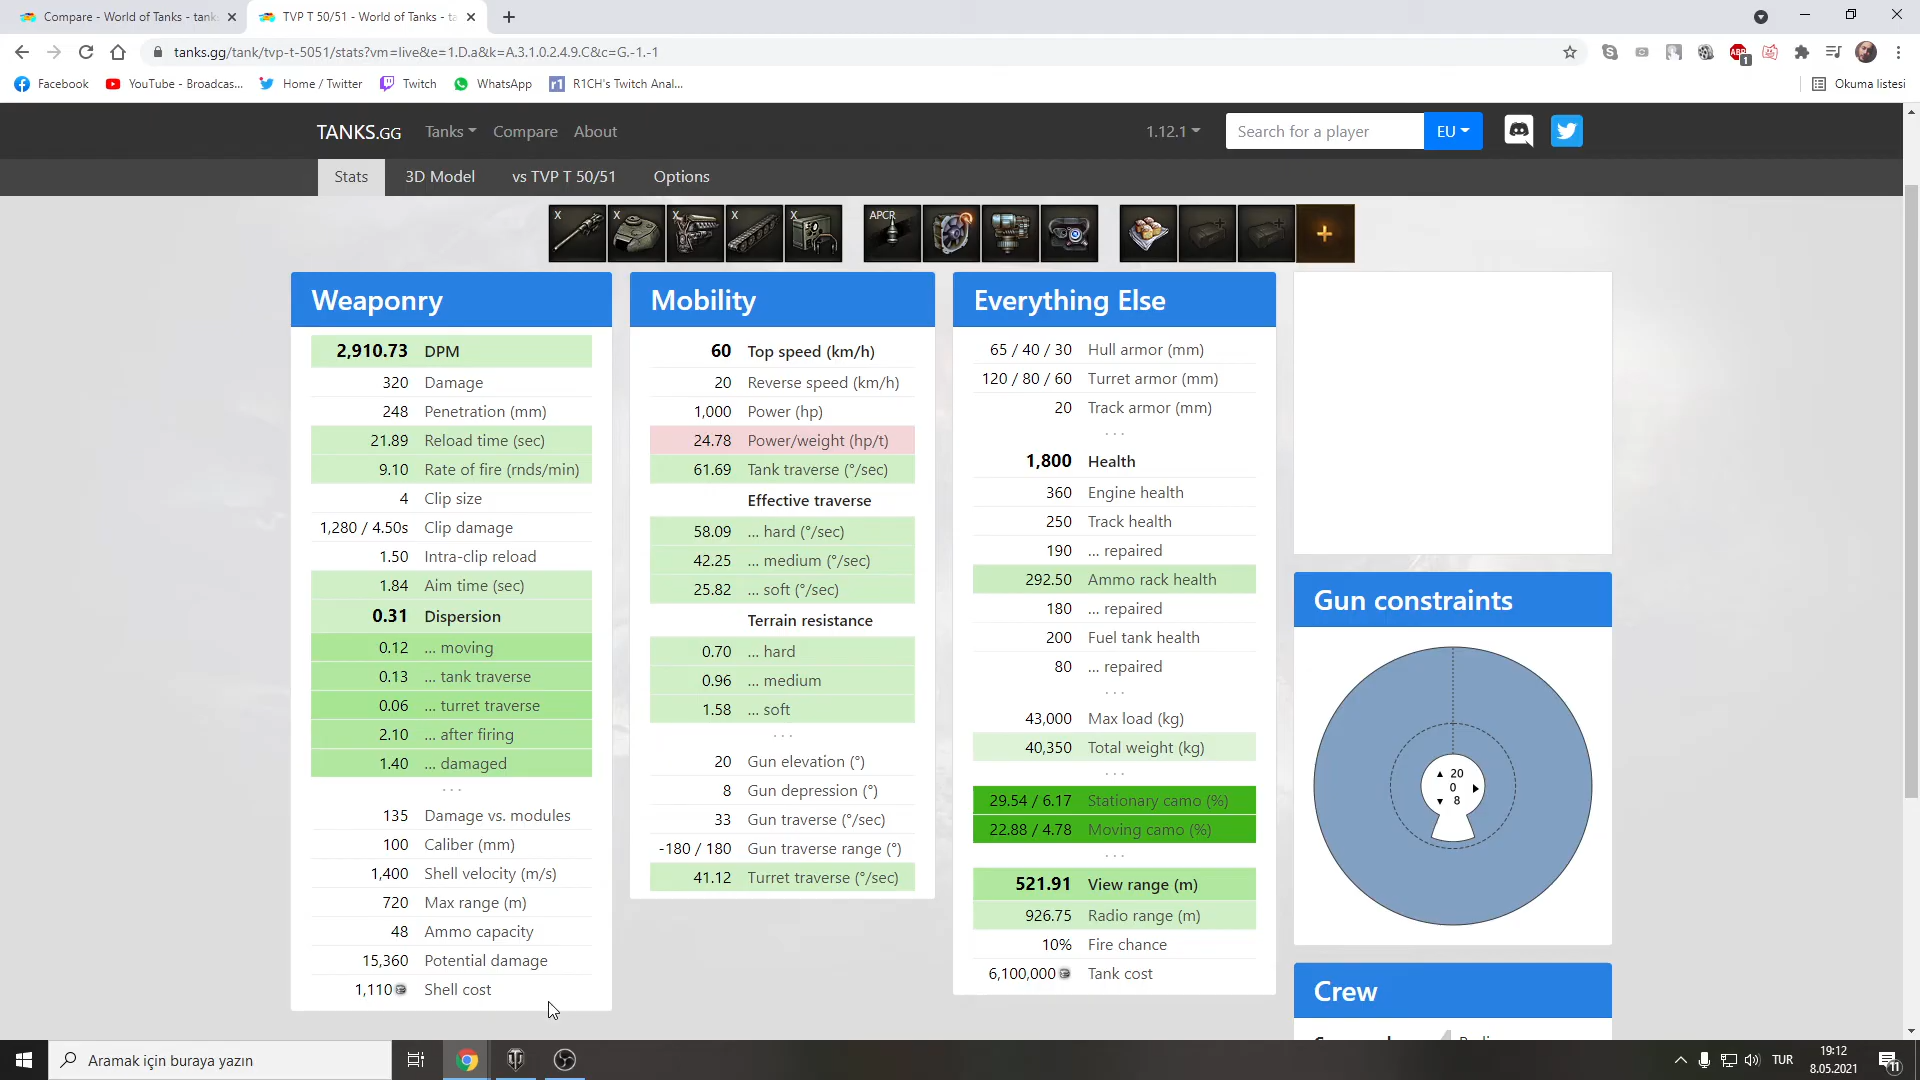 Compare - World of Tanks - tank
TVP T 50/51 - World of Tanks - ta
tanks.gg/tank/tvp-t-5051/stats?vm=live&e=1.D.a&k=A.3.1.0.2.4.9.C&c=G.-1.-1
ABP
1
Facebook
YouTube - Broadcas...
Home / Twitter
Twitch
WhatsApp
r1
R1CH's Twitch Anal...
Okuma listesi
TANKS.GG
Tanks
Compare
About
1.12.1
Search for a player
EU
Stats
3D Model
vs TVP T 50/51
Options
X
X
X
X
X
APCR
Weaponry
2,910.73 DPM
320 Damage
248 Penetration (mm)
21.89 Reload time (sec)
9.10 Rate of fire (rnds/min)
4 Clip size
1,280 / 4.50s Clip damage
1.50 Intra-clip reload
1.84 Aim time (sec)
0.31 Dispersion
0.12 ... moving
0.13 ... tank traverse
0.06 ... turret traverse
2.10 ... after firing
1.40 ... damaged
...
135 Damage vs. modules
100 Caliber (mm)
1,400 Shell velocity (m/s)
720 Max range (m)
48 Ammo capacity
15,360 Potential damage
1,110 Shell cost
Mobility
60 Top speed (km/h)
20 Reverse speed (km/h)
1,000 Power (hp)
24.78 Power/weight (hp/t)
61.69 Tank traverse (°/sec)
Effective traverse
58.09 ... hard (°/sec)
42.25 ... medium (°/sec)
25.82 ... soft (°/sec)
Terrain resistance
0.70 ... hard
0.96 ... medium
1.58 ... soft
...
20 Gun elevation (°)
8 Gun depression (°)
33 Gun traverse (°/sec)
-180 / 180 Gun traverse range (°)
41.12 Turret traverse (°/sec)
Everything Else
65 / 40 / 30 Hull armor (mm)
120 / 80 / 60 Turret armor (mm)
20 Track armor (mm)
...
1,800 Health
360 Engine health
250 Track health
190 ... repaired
292.50 Ammo rack health
180 ... repaired
200 Fuel tank health
80 ... repaired
...
43,000 Max load (kg)
40,350 Total weight (kg)
...
29.54 / 6.17 Stationary camo (%)
22.88 / 4.78 Moving camo (%)
...
521.91 View range (m)
926.75 Radio range (m)
10% Fire chance
6,100,000 Tank cost
Gun constraints
20
0
8
Crew
Aramak için buraya yazın
TUR
19:12
8.05.2021
11